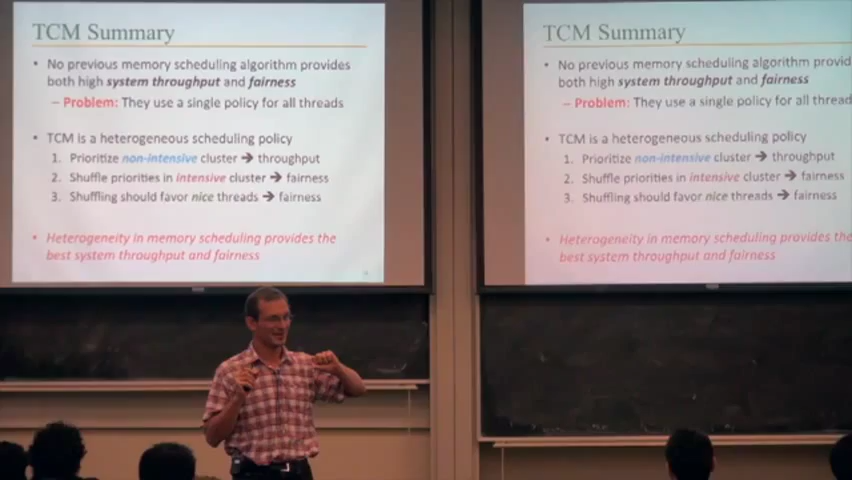 TCM Summary
• No previous memory scheduling algorithm provides
both high system throughput and fairness
– Problem: They use a single policy for all threads
• TCM is a heterogeneous scheduling policy
1. Prioritize non-intensive cluster ➔ throughput
2. Shuffle priorities in intensive cluster ➔ fairness
3. Shuffling should favor nice threads ➔ fairness
• Heterogeneity in memory scheduling provides the
best system throughput and fairness
TCM Summary
• No previous memory scheduling algorithm provid
both high system throughput and fairness
– Problem: They use a single policy for all thread
• TCM is a heterogeneous scheduling policy
1. Prioritize non-intensive cluster ➔ throughput
2. Shuffle priorities in intensive cluster ➔ fairness
3. Shuffling should favor nice threads ➔ fairness
• Heterogeneity in memory scheduling provides the
best system throughput and fairness